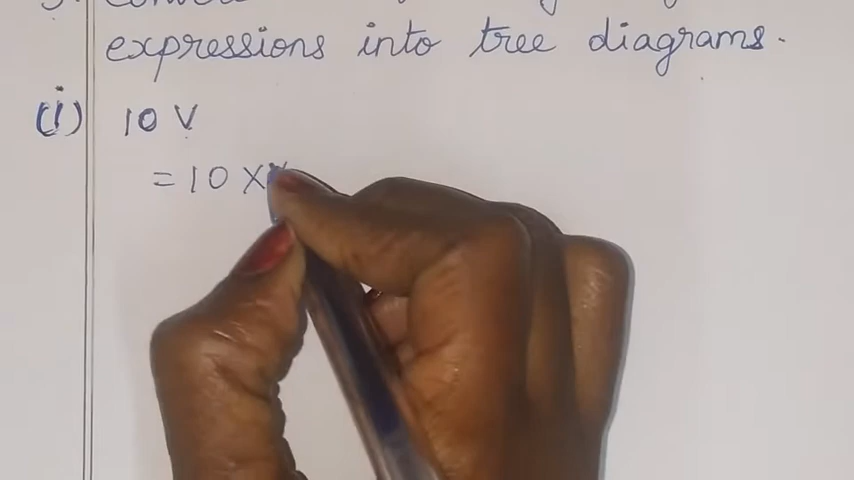 expressions into tree diagrams.
(i) 10 V
= 10 X